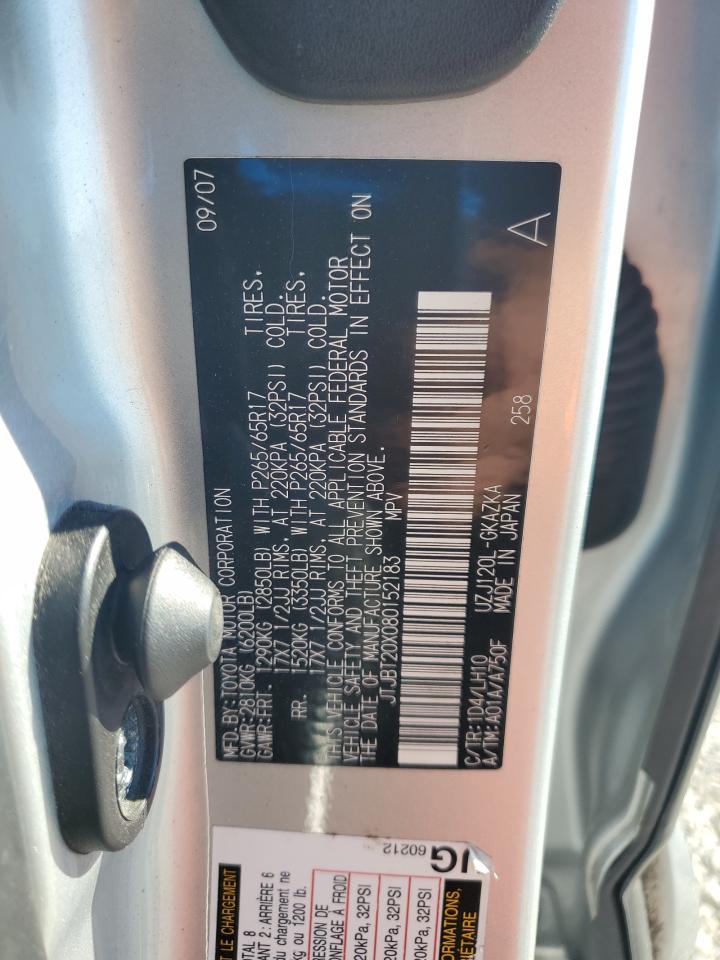 09/07
MFD.BY:TOYOTA MOTOR CORPORATION
GVWR:2810KG (6200LB)
GAWR:FRT. 1290KG (2850LB) WITH P265/65R17 TIRES,
17X7 1/2JJ RIMS, AT 220KPA (32PSI) COLD.
RR. 1520KG (3350LB) WITH P265/65R17 TIRES,
17X7 1/2JJ RIMS, AT 220KPA (32PSI) COLD.
THIS VEHICLE CONFORMS TO ALL APPLICABLE FEDERAL MOTOR
VEHICLE SAFETY AND THEFT PREVENTION STANDARDS IN EFFECT ON
THE DATE OF MANUFACTURE SHOWN ABOVE.
JTJBT20X080152183 MPV
C/TR:1D4/LH10 UZJ120L-GKAZKA 258 A
A/TM:A01A/A750F MADE IN JAPAN
T LE CHARGEMENT
OTAL 8
ANT 2: ARRIÈRE 6
du chargement ne
kg ou 1200 lb.
RESSION DE
ONFLAGE À FROID
20kPa, 32PSI
20kPa, 32PSI
20kPa, 32PSI
ORMATIONS,
IÉTAIRE
60212
JG